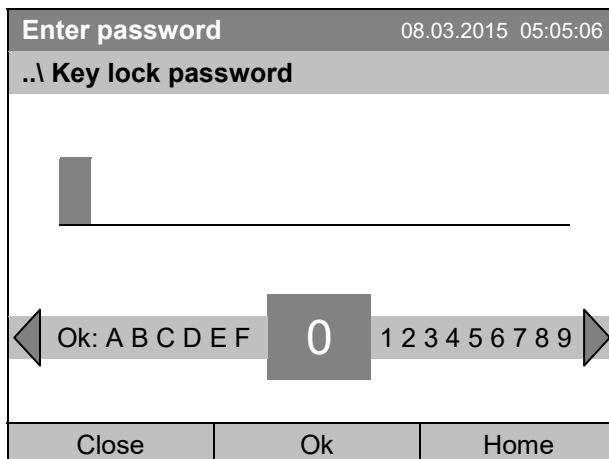 Enter password 08.03.2015 05:05:06
..\ Key lock password
Ok: A B C D E F 0 1 2 3 4 5 6 7 8 9
Close Ok Home